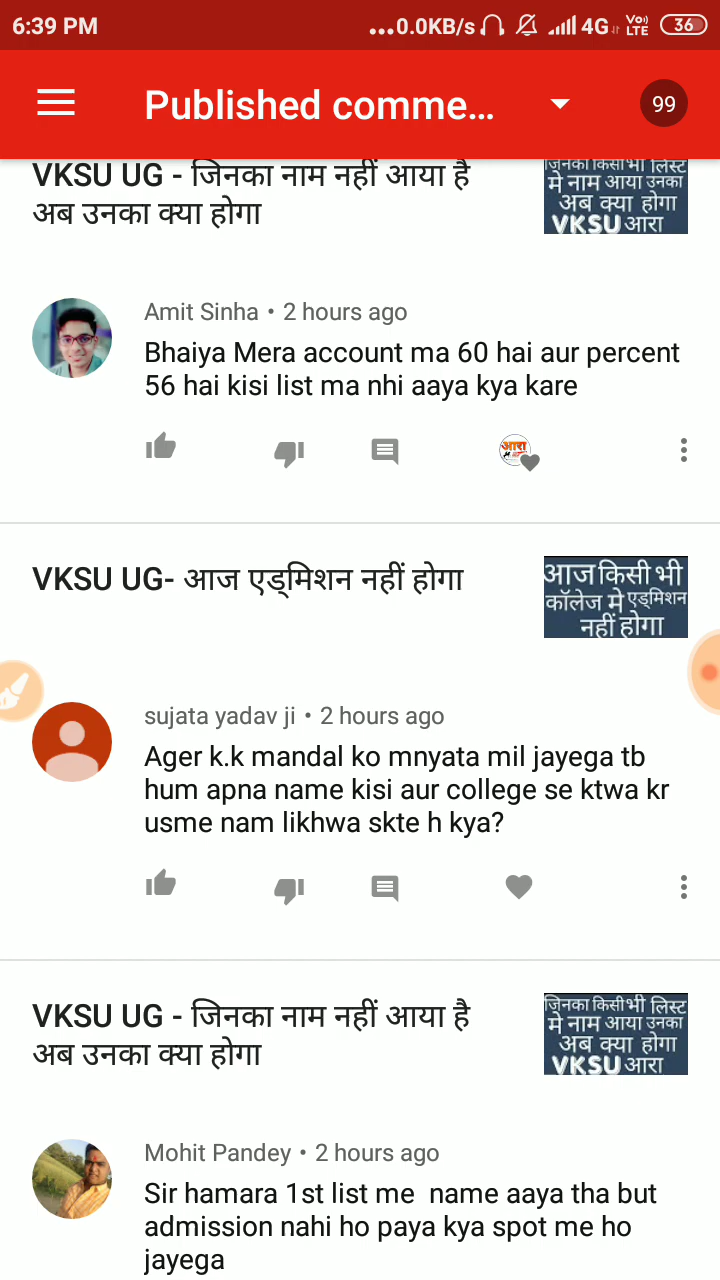 6:39 PM
...0.0KB/s 4G Vo) LTE 36
Published comme...
99
VKSU UG - जिनका नाम नहीं आया है
अब उनका क्या होगा
जिनका किसी भी लिस्ट
मे नाम आया उनका
अब क्या होगा
VKSU आरा
Amit Sinha • 2 hours ago
Bhaiya Mera account ma 60 hai aur percent
56 hai kisi list ma nhi aaya kya kare
आरा
VKSU UG- आज एड्मिशन नहीं होगा
आज किसी भी
कॉलेज मे एड्मिशन
नहीं होगा
sujata yadav ji • 2 hours ago
Ager k.k mandal ko mnyata mil jayega tb
hum apna name kisi aur college se ktwa kr
usme nam likhwa skte h kya?
VKSU UG - जिनका नाम नहीं आया है
अब उनका क्या होगा
जिनका किसी भी लिस्ट
मे नाम आया उनका
अब क्या होगा
VKSU आरा
Mohit Pandey • 2 hours ago
Sir hamara 1st list me name aaya tha but
admission nahi ho paya kya spot me ho
jayega